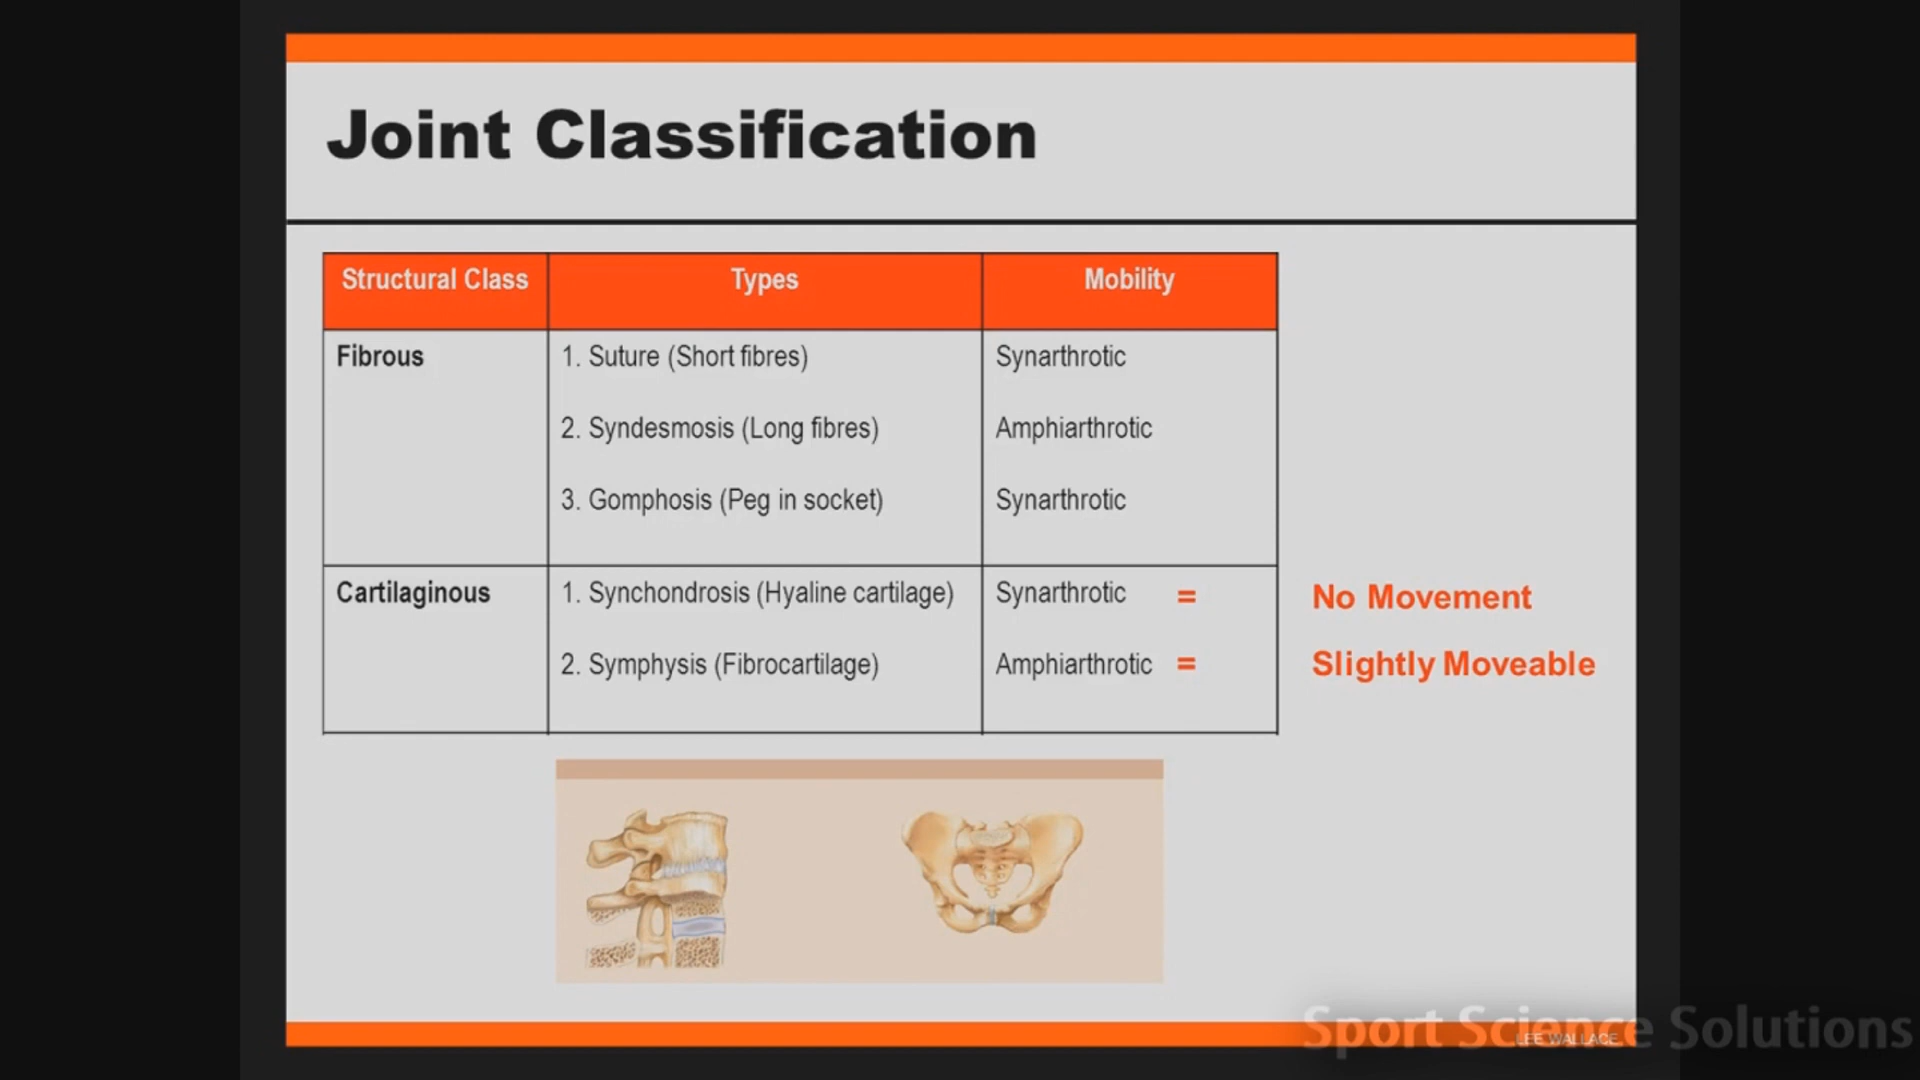 Joint Classification
Structural Class Types Mobility
Fibrous 1. Suture (Short fibres) Synarthrotic
2. Syndesmosis (Long fibres) Amphiarthrotic
3. Gomphosis (Peg in socket) Synarthrotic
Cartilaginous 1. Synchondrosis (Hyaline cartilage) Synarthrotic = No Movement
2. Symphysis (Fibrocartilage) Amphiarthrotic = Slightly Moveable
Sport Science Solutions
LEE WALLACE